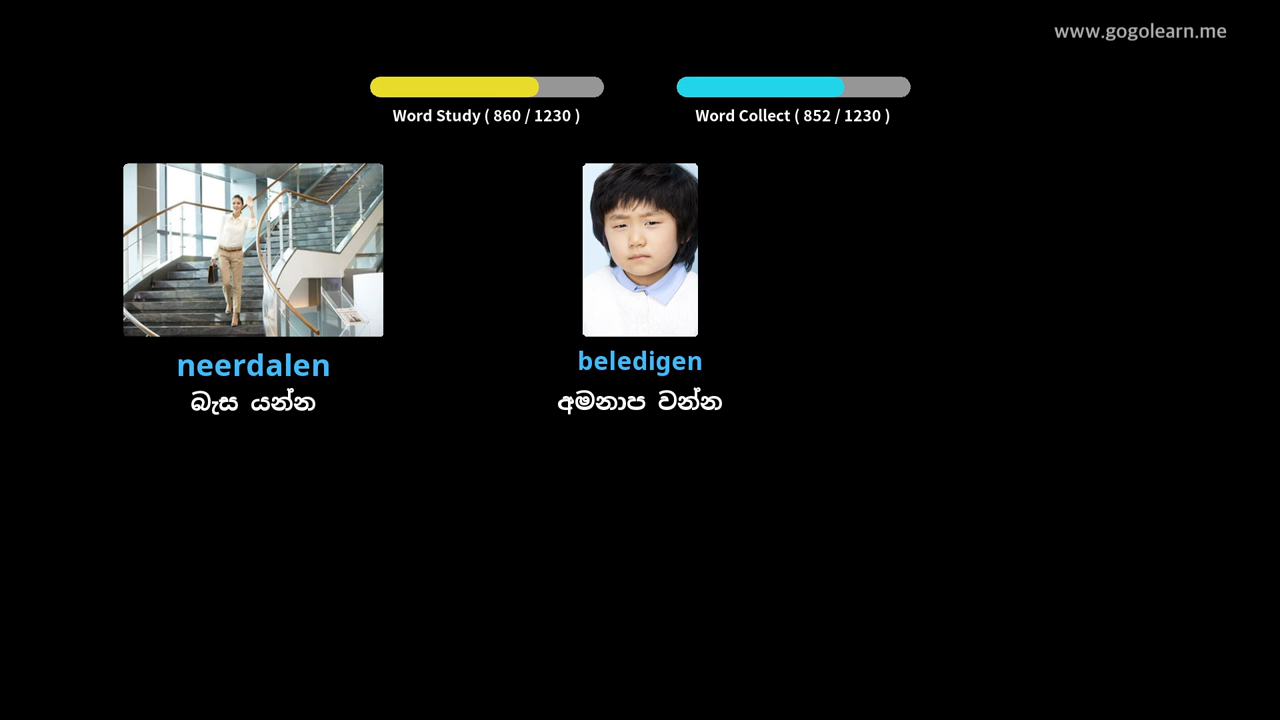 www.gogolearn.me
Word Study ( 860 / 1230 )
Word Collect ( 852 / 1230 )
neerdalen
බැස යන්න
beledigen
අමනාප වන්න